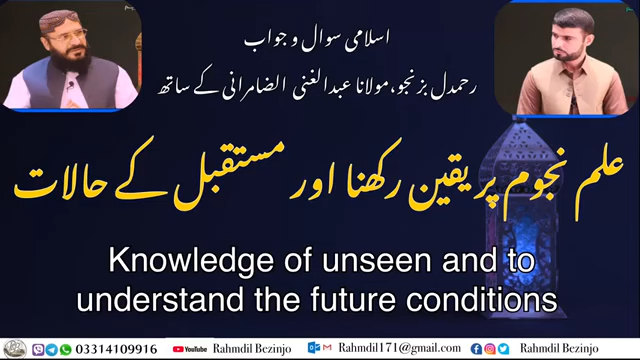 اسلامی سوال و جواب
رحمدل بزنجو، مولانا عبدالغنی الضامرانی کے ساتھ
علم نجوم پر یقین رکھنا اور مستقبل کے حالات
Knowledge of unseen and to
understand the future conditions
03314109916 YouTube Rahmdil Bezinjo Rahmdil171@gmail.com Rahmdil Bezinjo